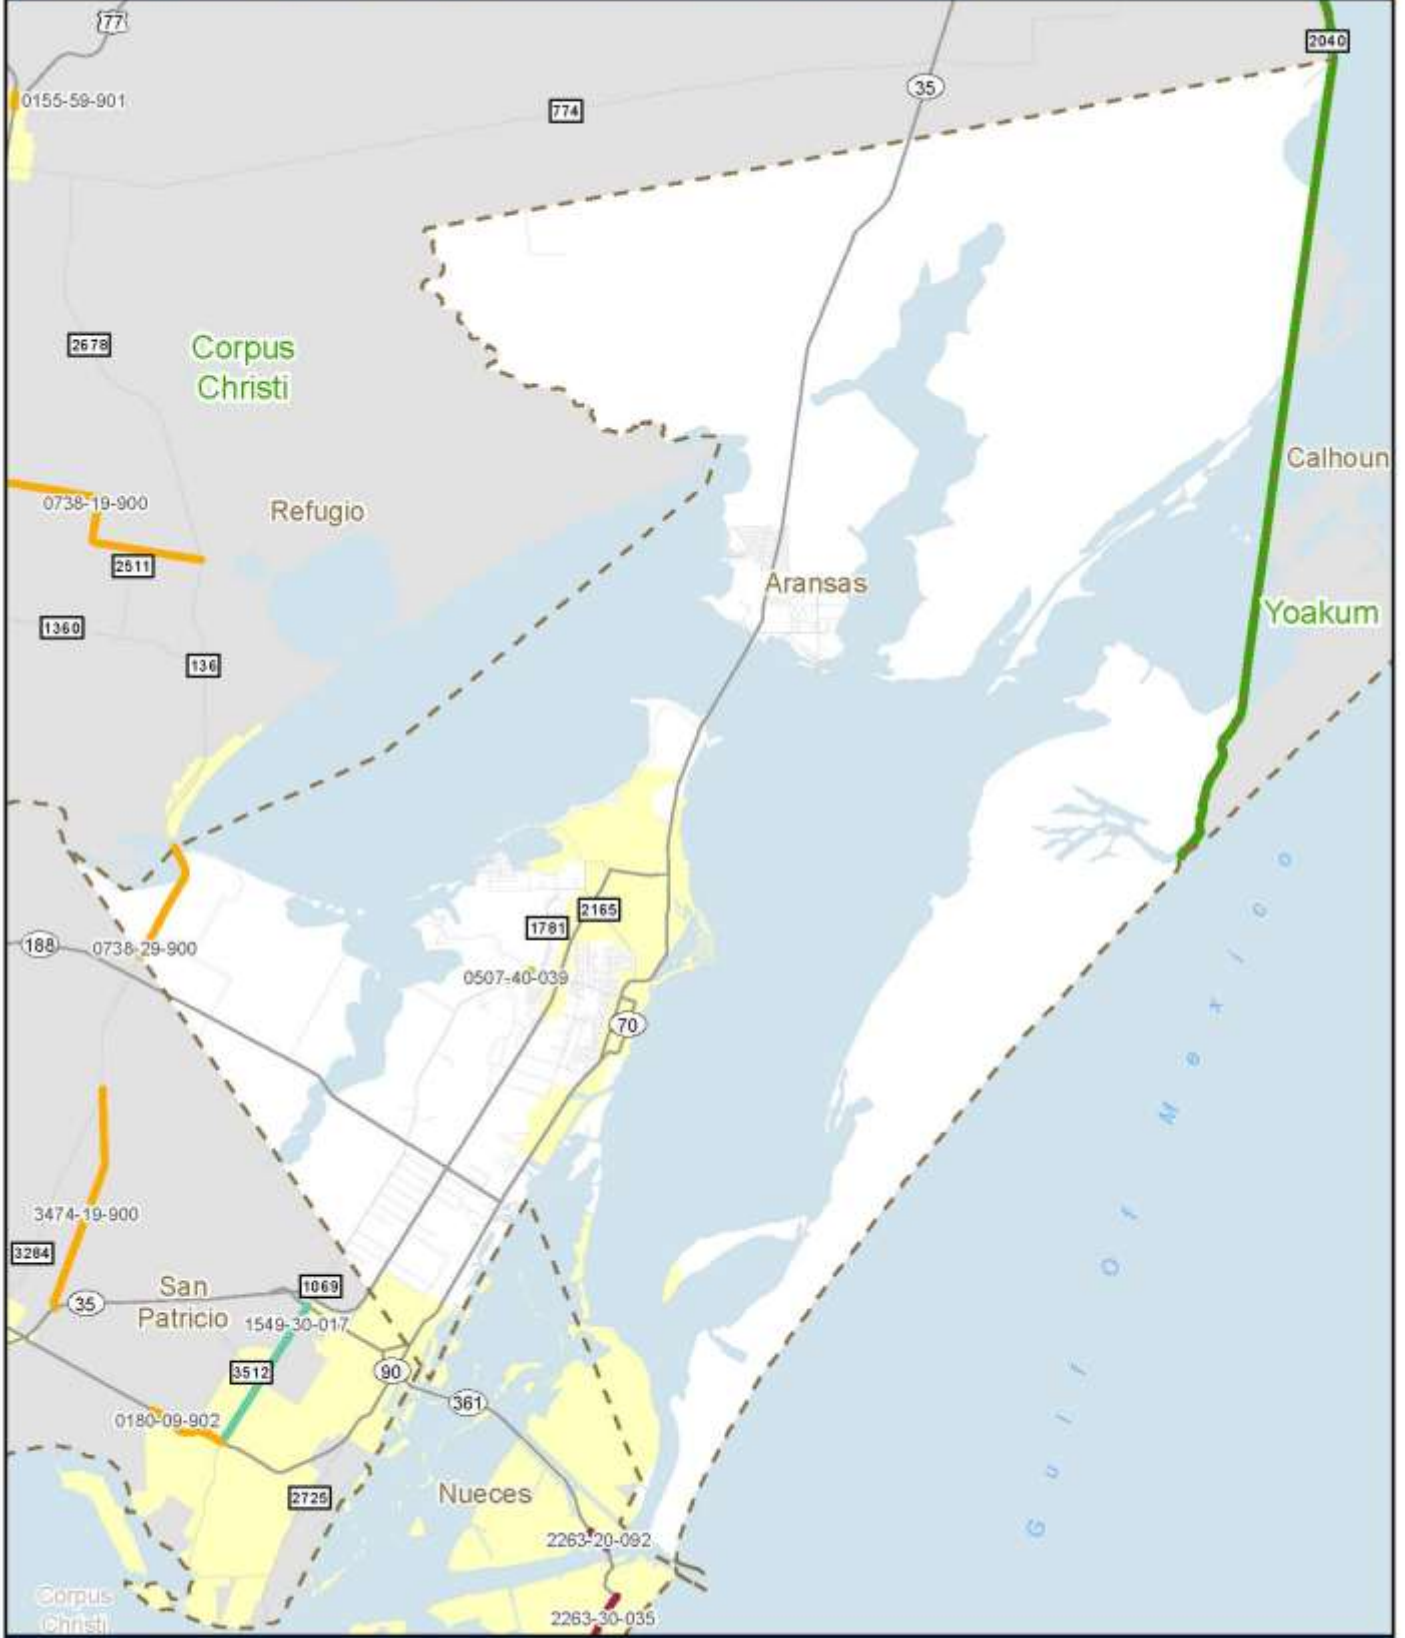 77
2040
0155-59-901
35
774
2678
Corpus
Christi
Calhoun
0738-19-900
Refugio
2511
Aransas
Yoakum
1360
136
2165
1781
188
0738-29-900
0507-40-039
70
Gulf Of Mexico
3474-19-900
3284
San
Patricio
1069
35
1549-30-017
3512
90
361
0180-09-902
Nueces
2725
2263-20-092
Corpus
Christi
2263-30-035